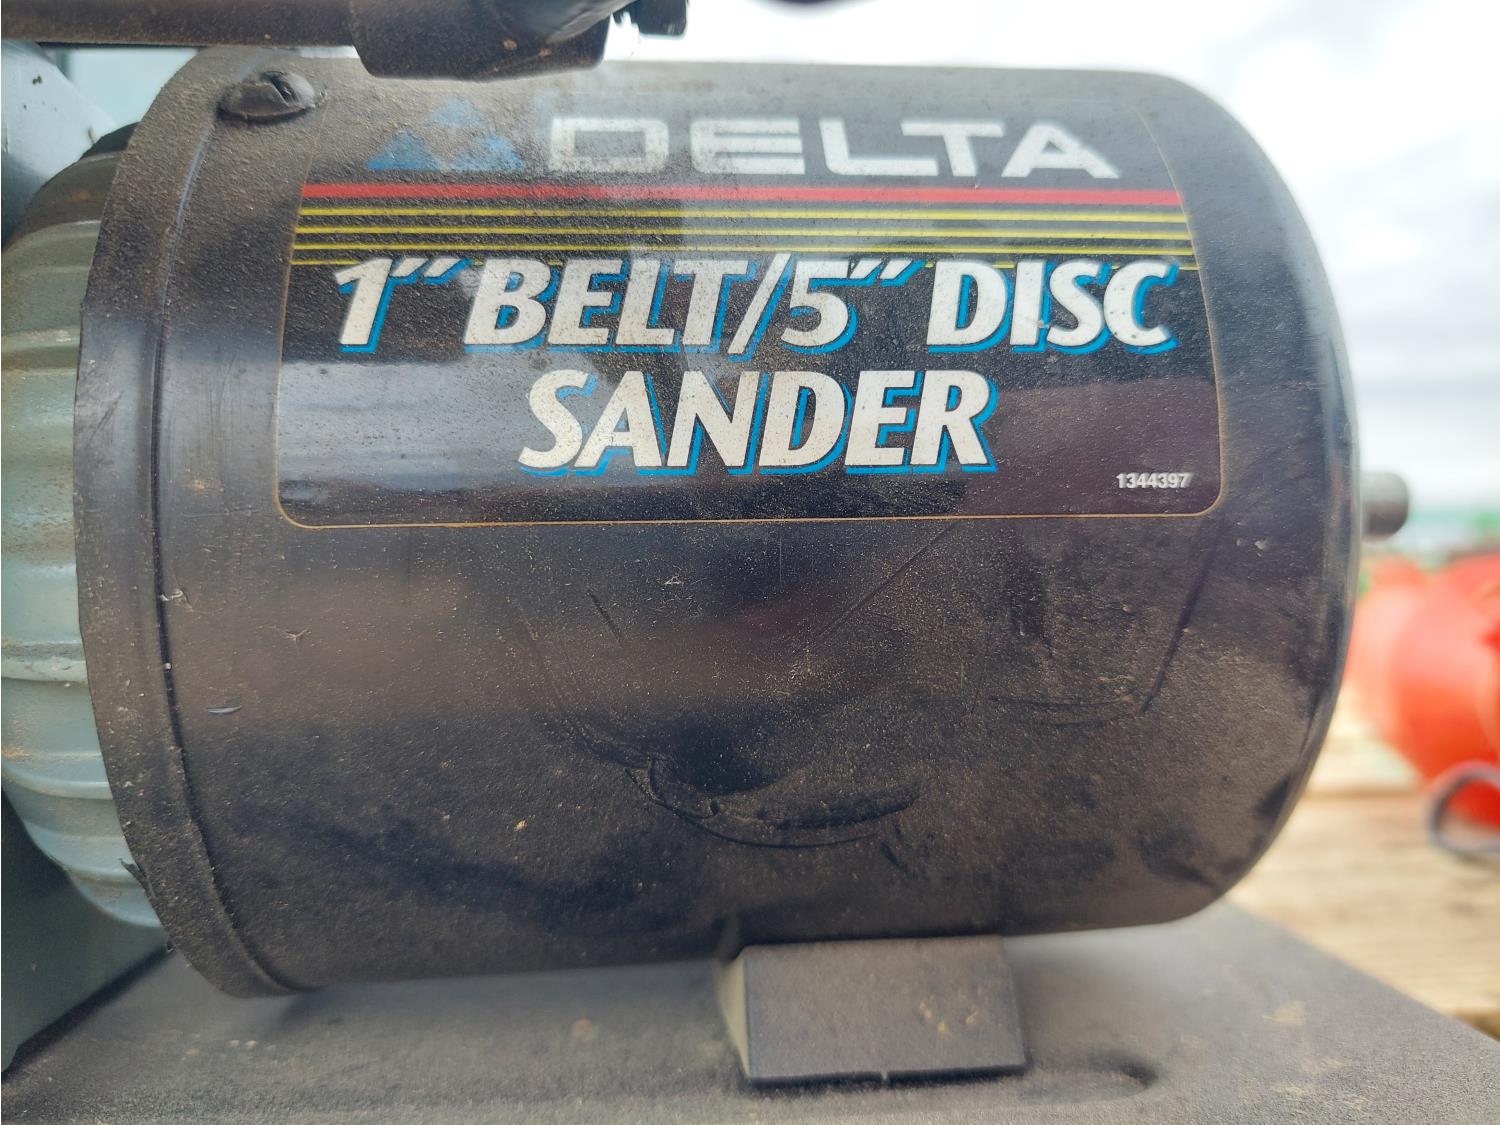 DELTA
1" BELT/5" DISC
SANDER
1344397